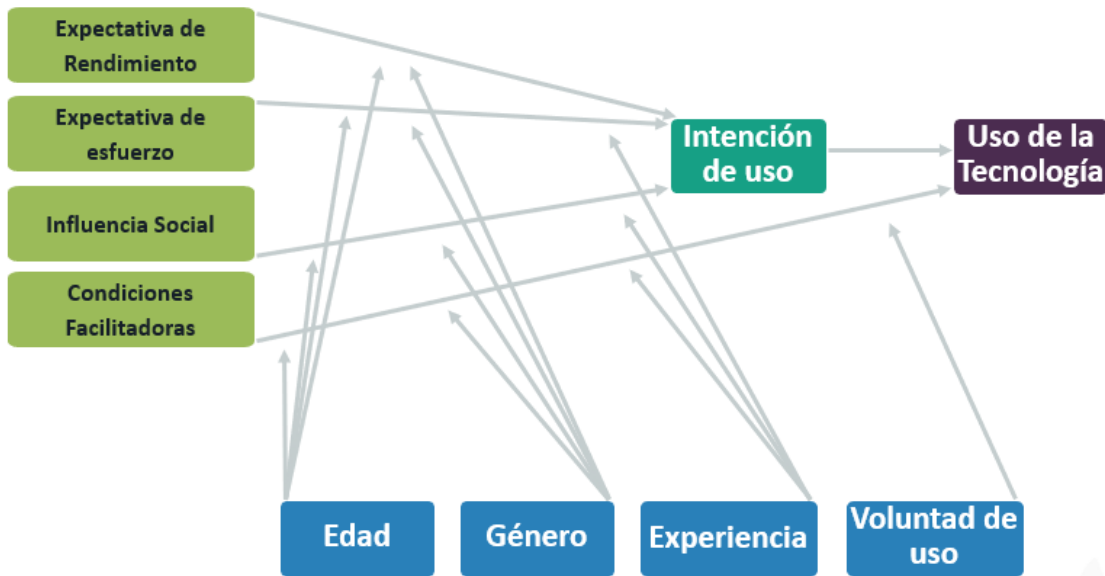 Expectativa de
Rendimiento
Expectativa de
esfuerzo
Influencia Social
Condiciones
Facilitadoras
Intención
de uso
Uso de la
Tecnología
Edad
Género
Experiencia
Voluntad de
uso